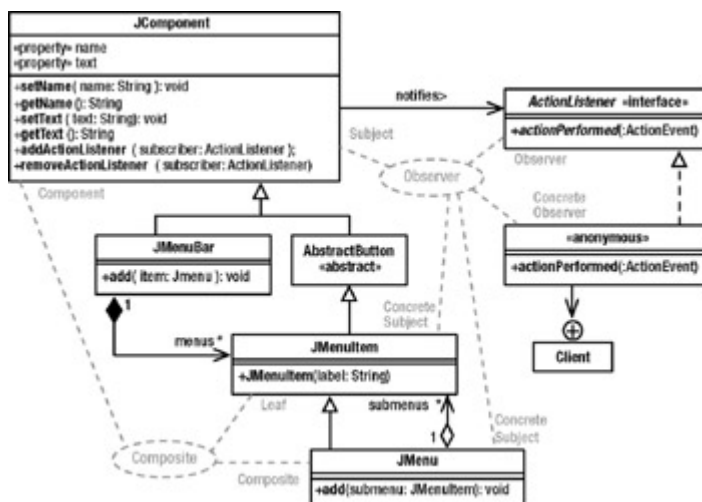 JComponent
«property» name
«property» text
+setName( name: String ): void
+getName (): String
+setText ( text: String): void
+getText (): String
+addActionListener ( subscriber: ActionListener );
+removeActionListener ( subscriber: ActionListener)
notifies>
ActionListener «interface»
+actionPerformed(:ActionEvent)
Subject
Observer
Observer
Component
Concrete
Observer
JMenuBar
+add( item: Jmenu ): void
AbstractButton
«abstract»
«anonymous»
+actionPerformed(:ActionEvent)
1
menus *
Concrete
Subject
JMenuItem
+JMenuItem(label: String)
Client
Leaf
submenus *
1
Concrete
Subject
Composite
Composite
JMenu
+add(submenu: JMenuItem): void